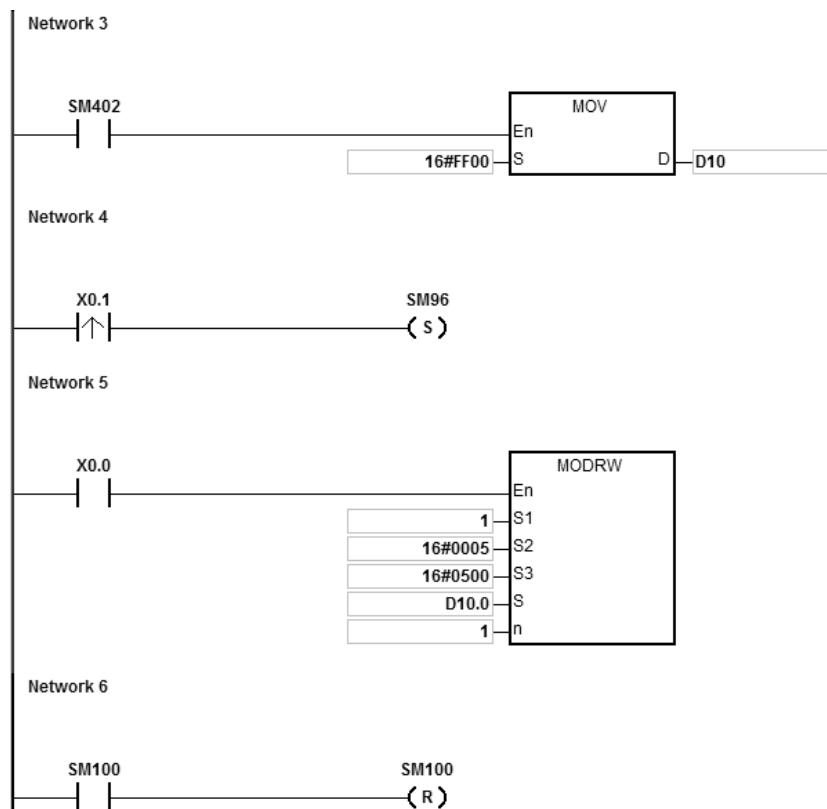 Network 3
SM402
MOV
En
16#FF00 S D D10
Network 4
X0.1 SM96
S
Network 5
X0.0 MODRW
En
1 S1
16#0005 S2
16#0500 S3
D10.0 S
1 n
Network 6
SM100 SM100
R